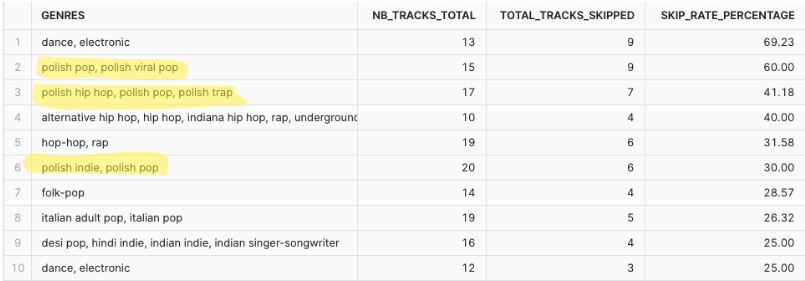 GENRES NB_TRACKS_TOTAL TOTAL_TRACKS_SKIPPED SKIP_RATE_PERCENTAGE
1 dance, electronic 13 9 69.23
2 polish pop, polish viral pop 15 9 60.00
3 polish hip hop, polish pop, polish trap 17 7 41.18
4 alternative hip hop, hip hop, indiana hip hop, rap, underground 10 4 40.00
5 hop-hop, rap 19 6 31.58
6 polish indie, polish pop 20 6 30.00
7 folk-pop 14 4 28.57
8 italian adult pop, italian pop 19 5 26.32
9 desi pop, hindi indie, indian indie, indian singer-songwriter 16 4 25.00
10 dance, electronic 12 3 25.00